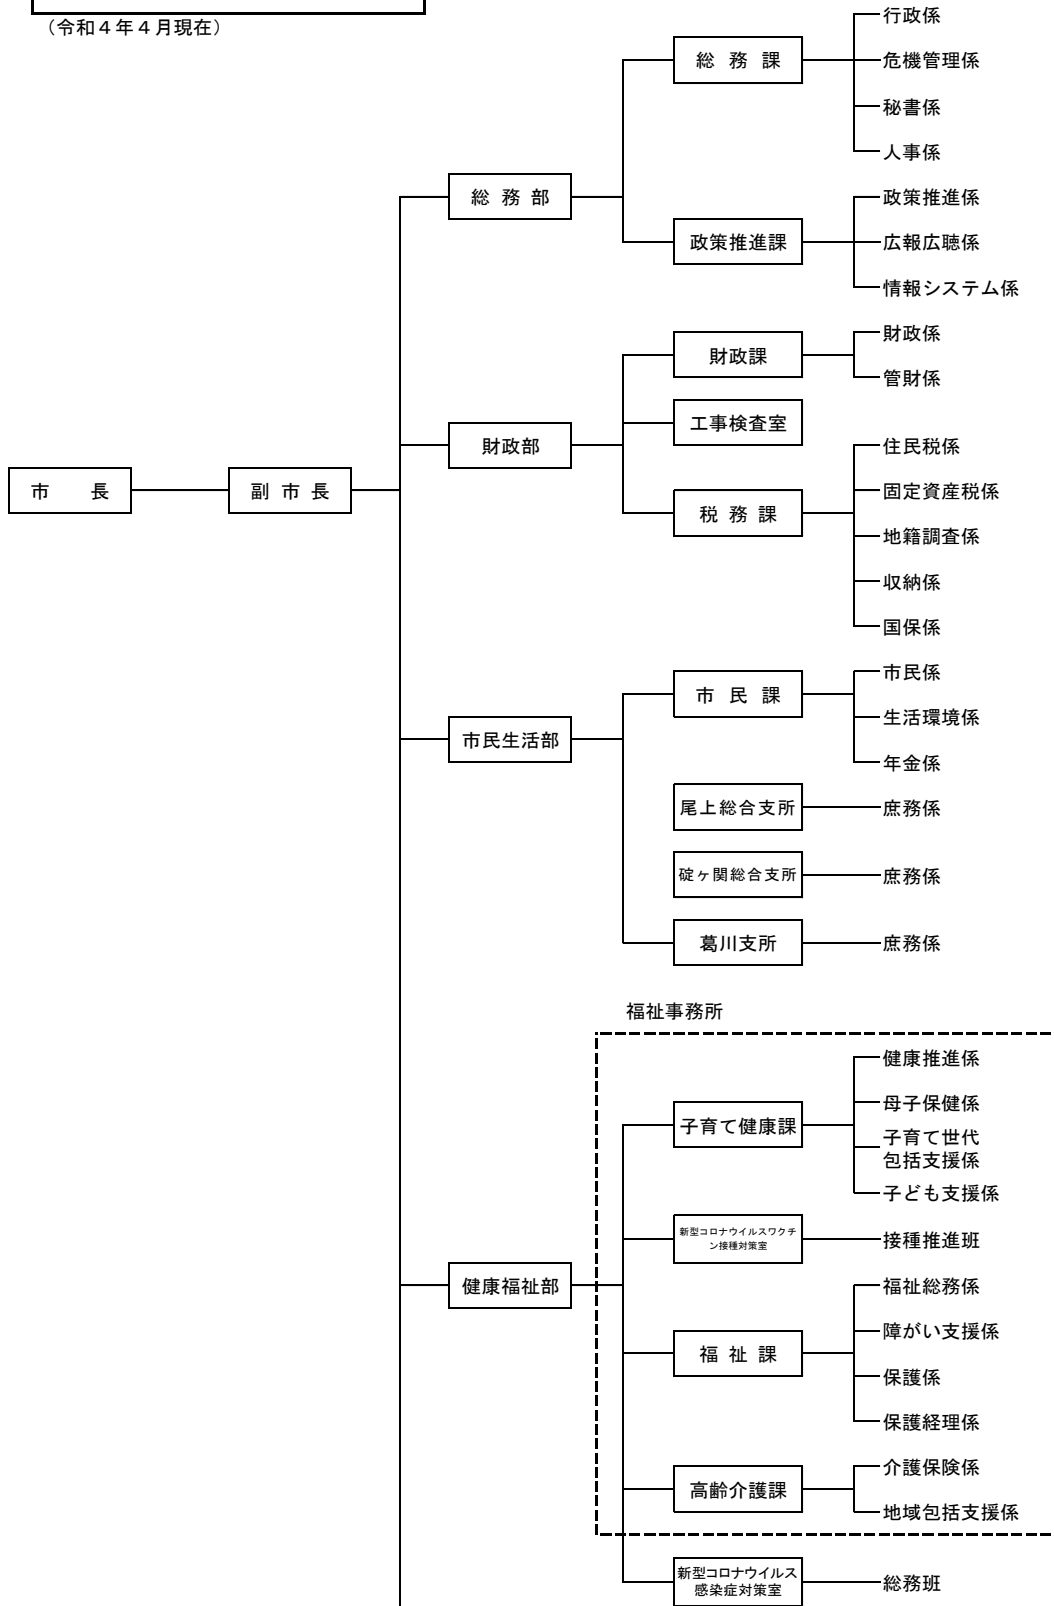 （令和４年４月現在）
行政係
総 務 課
危機管理係
秘書係
人事係
総 務 部
政策推進係
政策推進課
広報広聴係
情報システム係
財政係
財政課
管財係
工事検査室
財政部
住民税係
市　　長
副 市 長
固定資産税係
税 務 課
地籍調査係
収納係
国保係
市民係
市 民 課
生活環境係
市民生活部
年金係
尾上総合支所
庶務係
碇ヶ関総合支所
庶務係
葛川支所
庶務係
福祉事務所
健康推進係
母子保健係
子育て健康課
子育て世代
包括支援係
子ども支援係
新型コロナウイルスワクチ
ン接種対策室
接種推進班
健康福祉部
福祉総務係
障がい支援係
福 祉 課
保護係
保護経理係
介護保険係
高齢介護課
地域包括支援係
新型コロナウイルス
感染症対策室
総務班